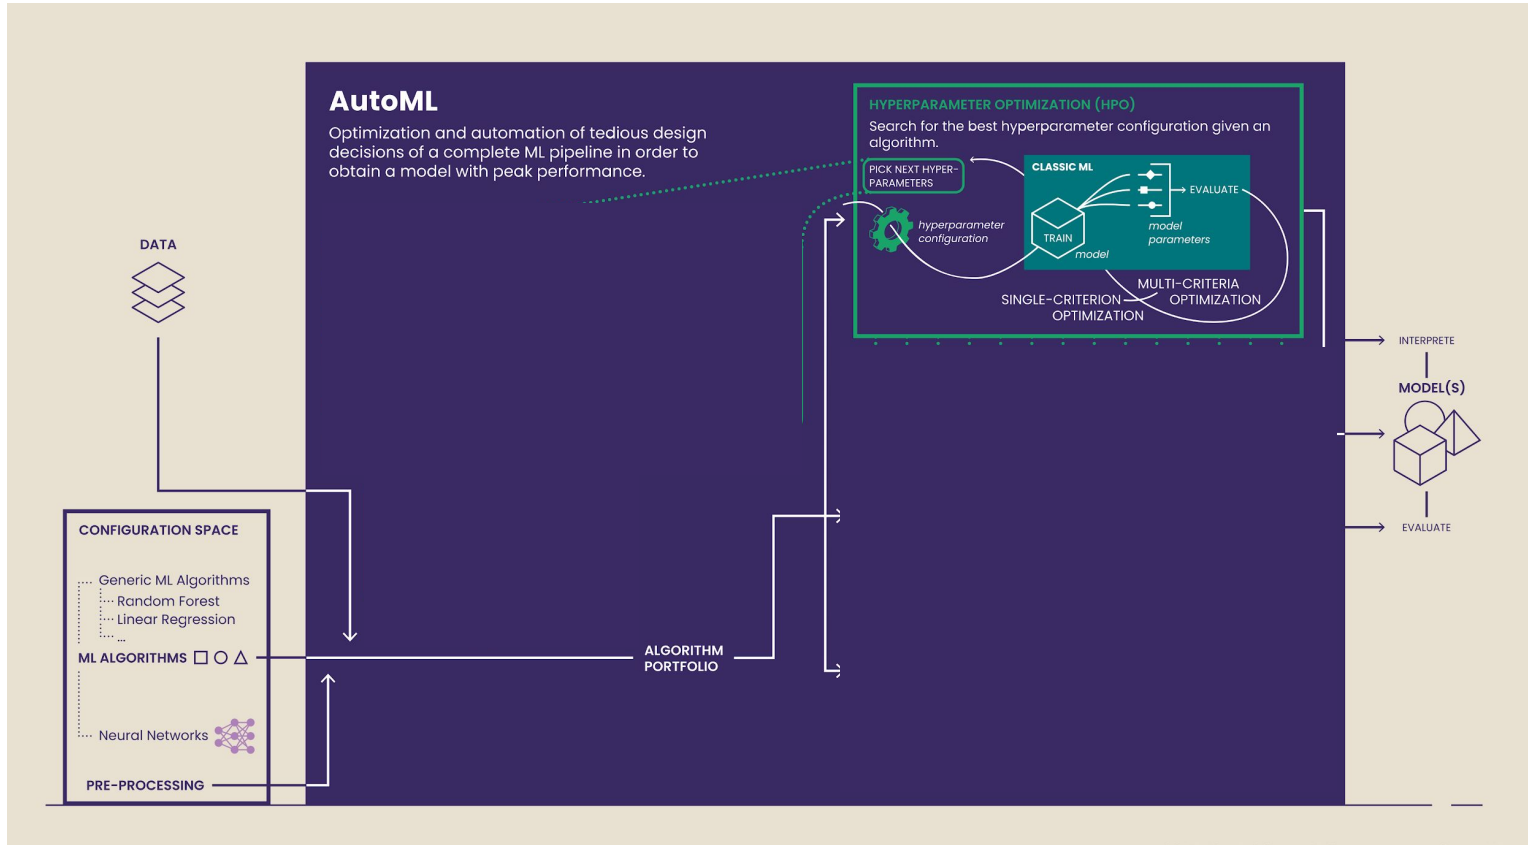 AutoML
Optimization and automation of tedious design
decisions of a complete ML pipeline in order to
obtain a model with peak performance.
HYPERPARAMETER OPTIMIZATION (HPO)
Search for the best hyperparameter configuration given an
algorithm.
PICK NEXT HYPER-
PARAMETERS
hyperparameter
configuration
CLASSIC ML
TRAIN
model
EVALUATE
model
parameters
MULTI-CRITERIA
OPTIMIZATION
SINGLE-CRITERION
OPTIMIZATION
DATA
CONFIGURATION SPACE
Generic ML Algorithms
Random Forest
Linear Regression
...
ML ALGORITHMS
Neural Networks
PRE-PROCESSING
ALGORITHM
PORTFOLIO
INTERPRETE
MODEL(S)
EVALUATE